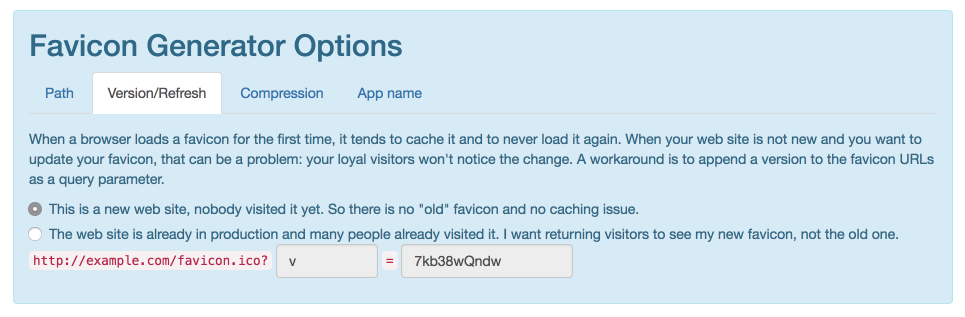 Favicon Generator Options
Path Version/Refresh Compression App name
When a browser loads a favicon for the first time, it tends to cache it and to never load it again. When your web site is not new and you want to
update your favicon, that can be a problem: your loyal visitors won't notice the change. A workaround is to append a version to the favicon URLs
as a query parameter.
This is a new web site, nobody visited it yet. So there is no "old" favicon and no caching issue.
The web site is already in production and many people already visited it. I want returning visitors to see my new favicon, not the old one.
http://example.com/favicon.ico? v = 7kb38wQndw